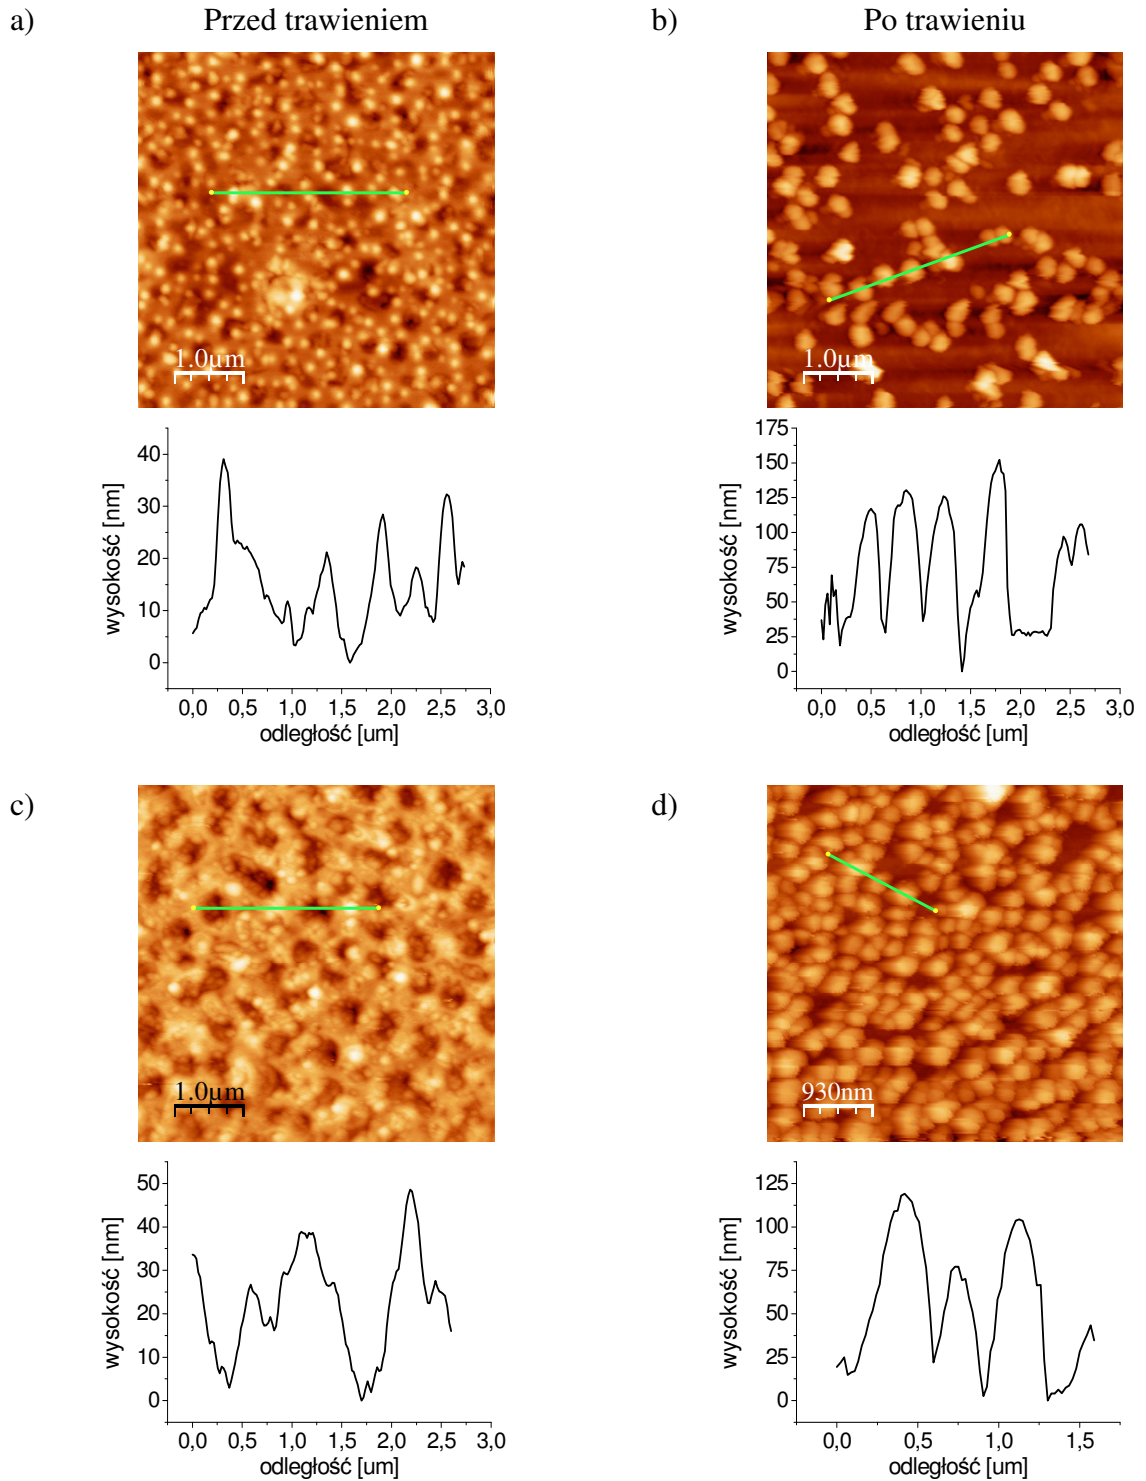 a) Przed trawieniem
b) Po trawieniu
1.0µm
1.0µm
wysokość [nm]
40
30
20
10
0
0,0 0,5 1,0 1,5 2,0 2,5 3,0
odległość [um]
wysokość [nm]
175
150
125
100
75
50
25
0
0,0 0,5 1,0 1,5 2,0 2,5 3,0
odległość [um]
c)
d)
1.0µm
930nm
wysokość [nm]
50
40
30
20
10
0
0,0 0,5 1,0 1,5 2,0 2,5 3,0
odległość [um]
wysokość [nm]
125
100
75
50
25
0
0,0 0,5 1,0 1,5
odległość [um]